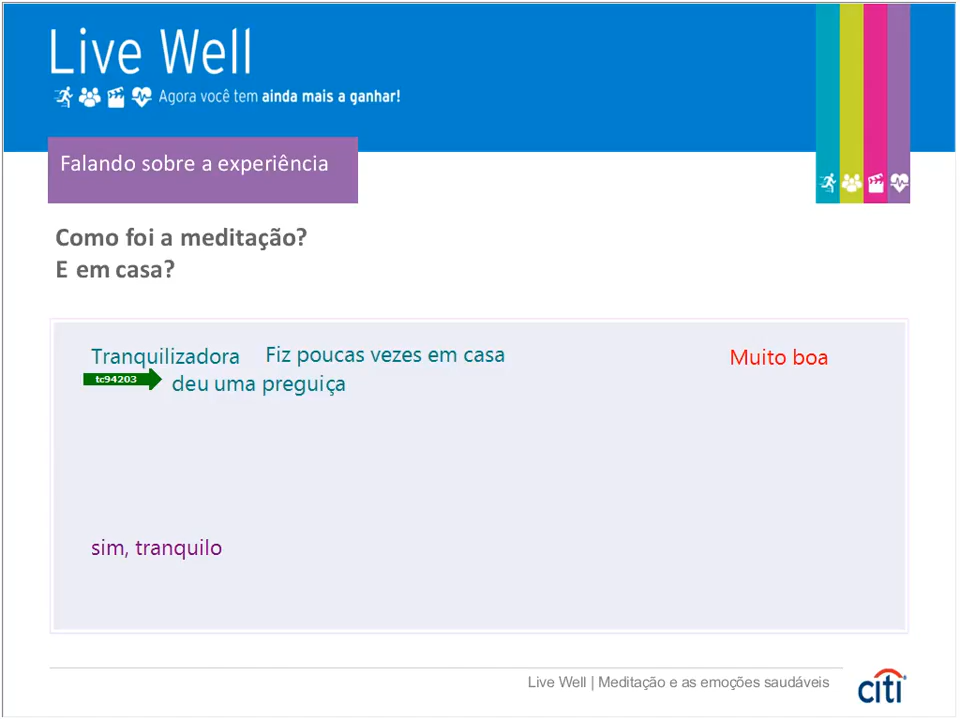 Live Well
Agora você tem ainda mais a ganhar!
Falando sobre a experiência
Como foi a meditação?
E em casa?
Tranquilizadora Fiz poucas vezes em casa Muito boa
tc94203 deu uma preguiça
sim, tranquilo
Live Well | Meditação e as emoções saudáveis
citi